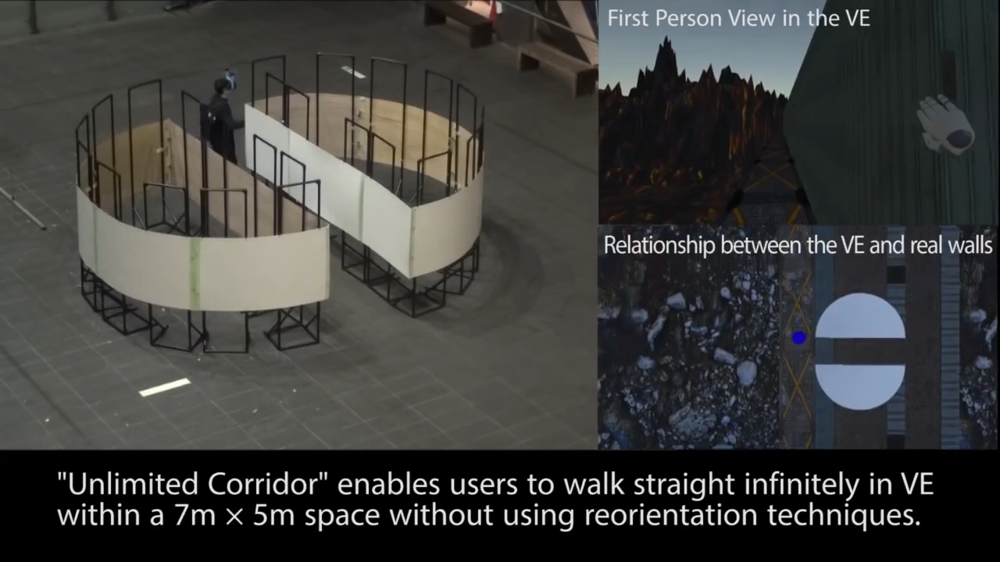 First Person View in the VE
Relationship between the VE and real walls
"Unlimited Corridor" enables users to walk straight infinitely in VE
within a 7m × 5m space without using reorientation techniques.